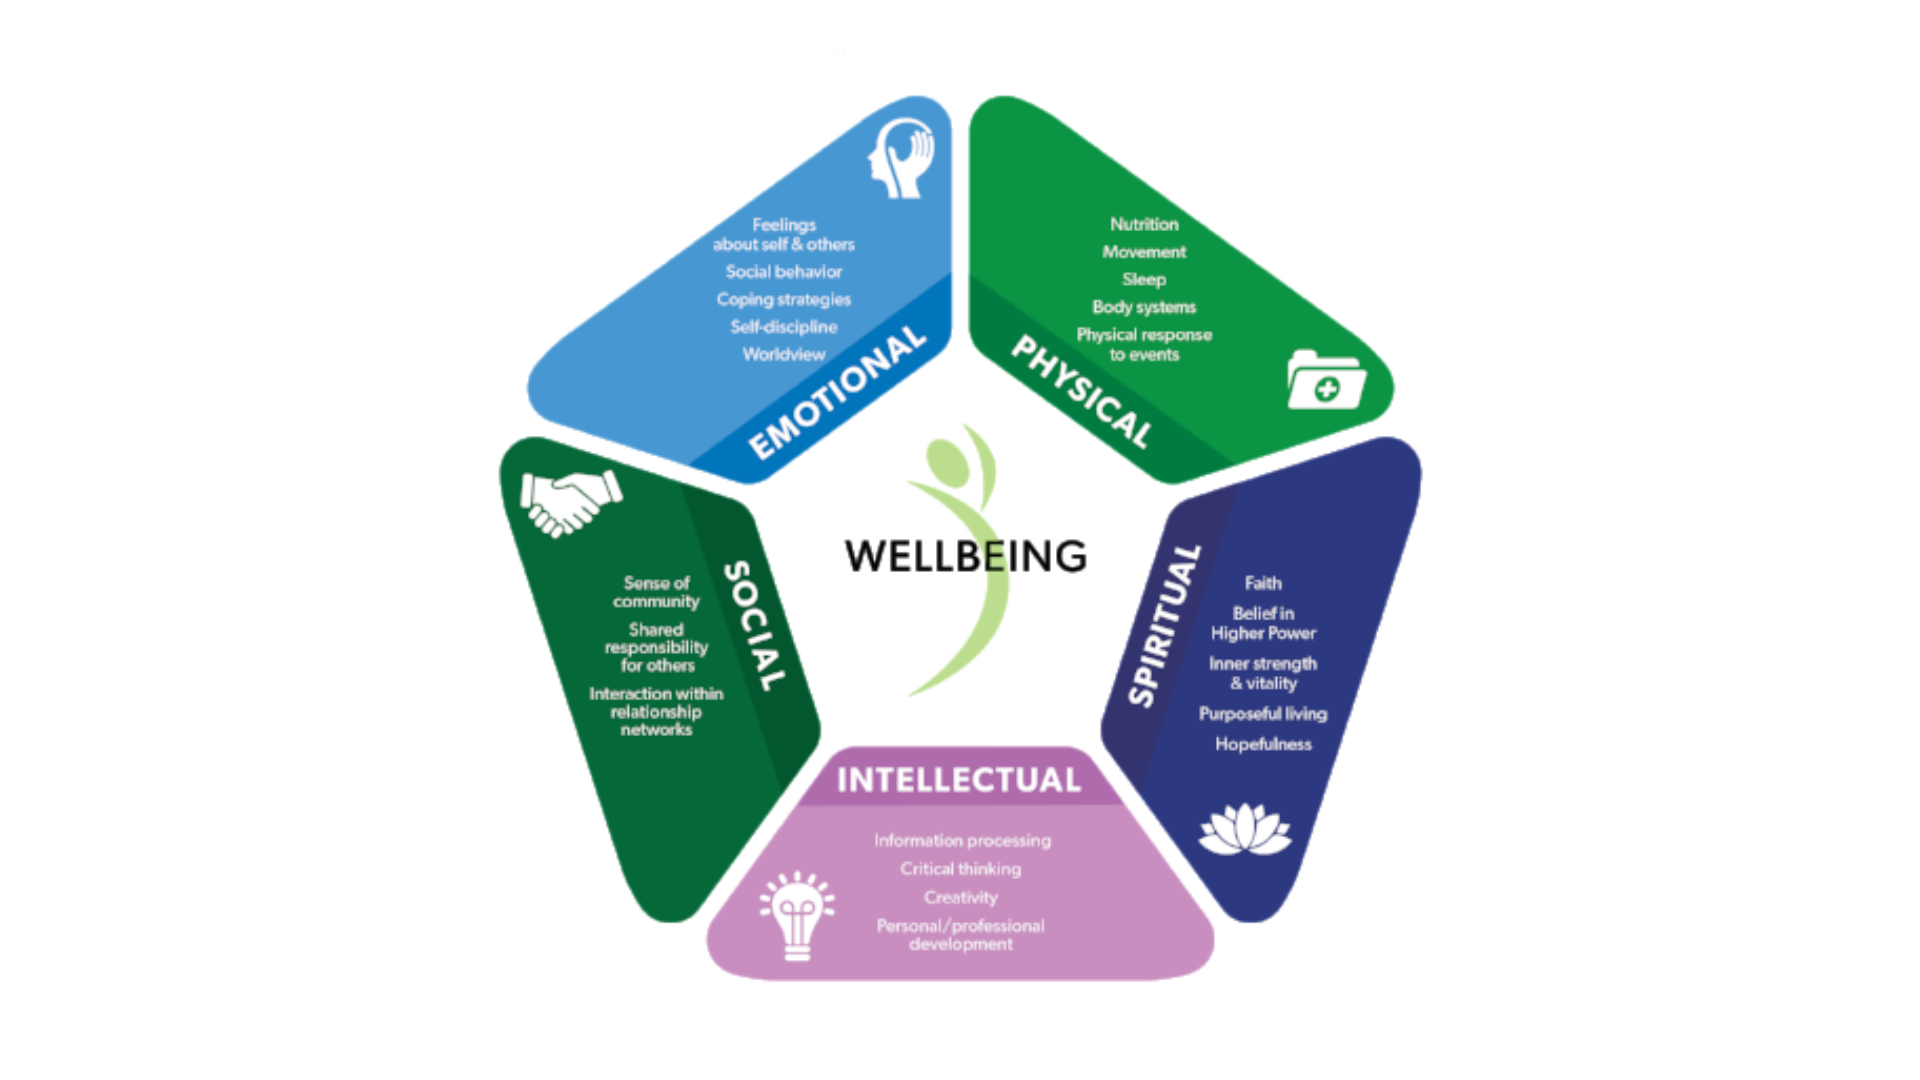 Feelings
about self & others
Social behavior
Coping strategies
Self-discipline
Worldview
EMOTIONAL
Nutrition
Movement
Sleep
Body systems
Physical response
to events
PHYSICAL
WELLBEING
Sense of
community
Shared
responsibility
for others
Interaction within
relationship
networks
SOCIAL
SPIRITUAL
Faith
Belief in
Higher Power
Inner strength
& vitality
Purposeful living
Hopefulness
INTELLECTUAL
Information processing
Critical thinking
Creativity
Personal/professional
development